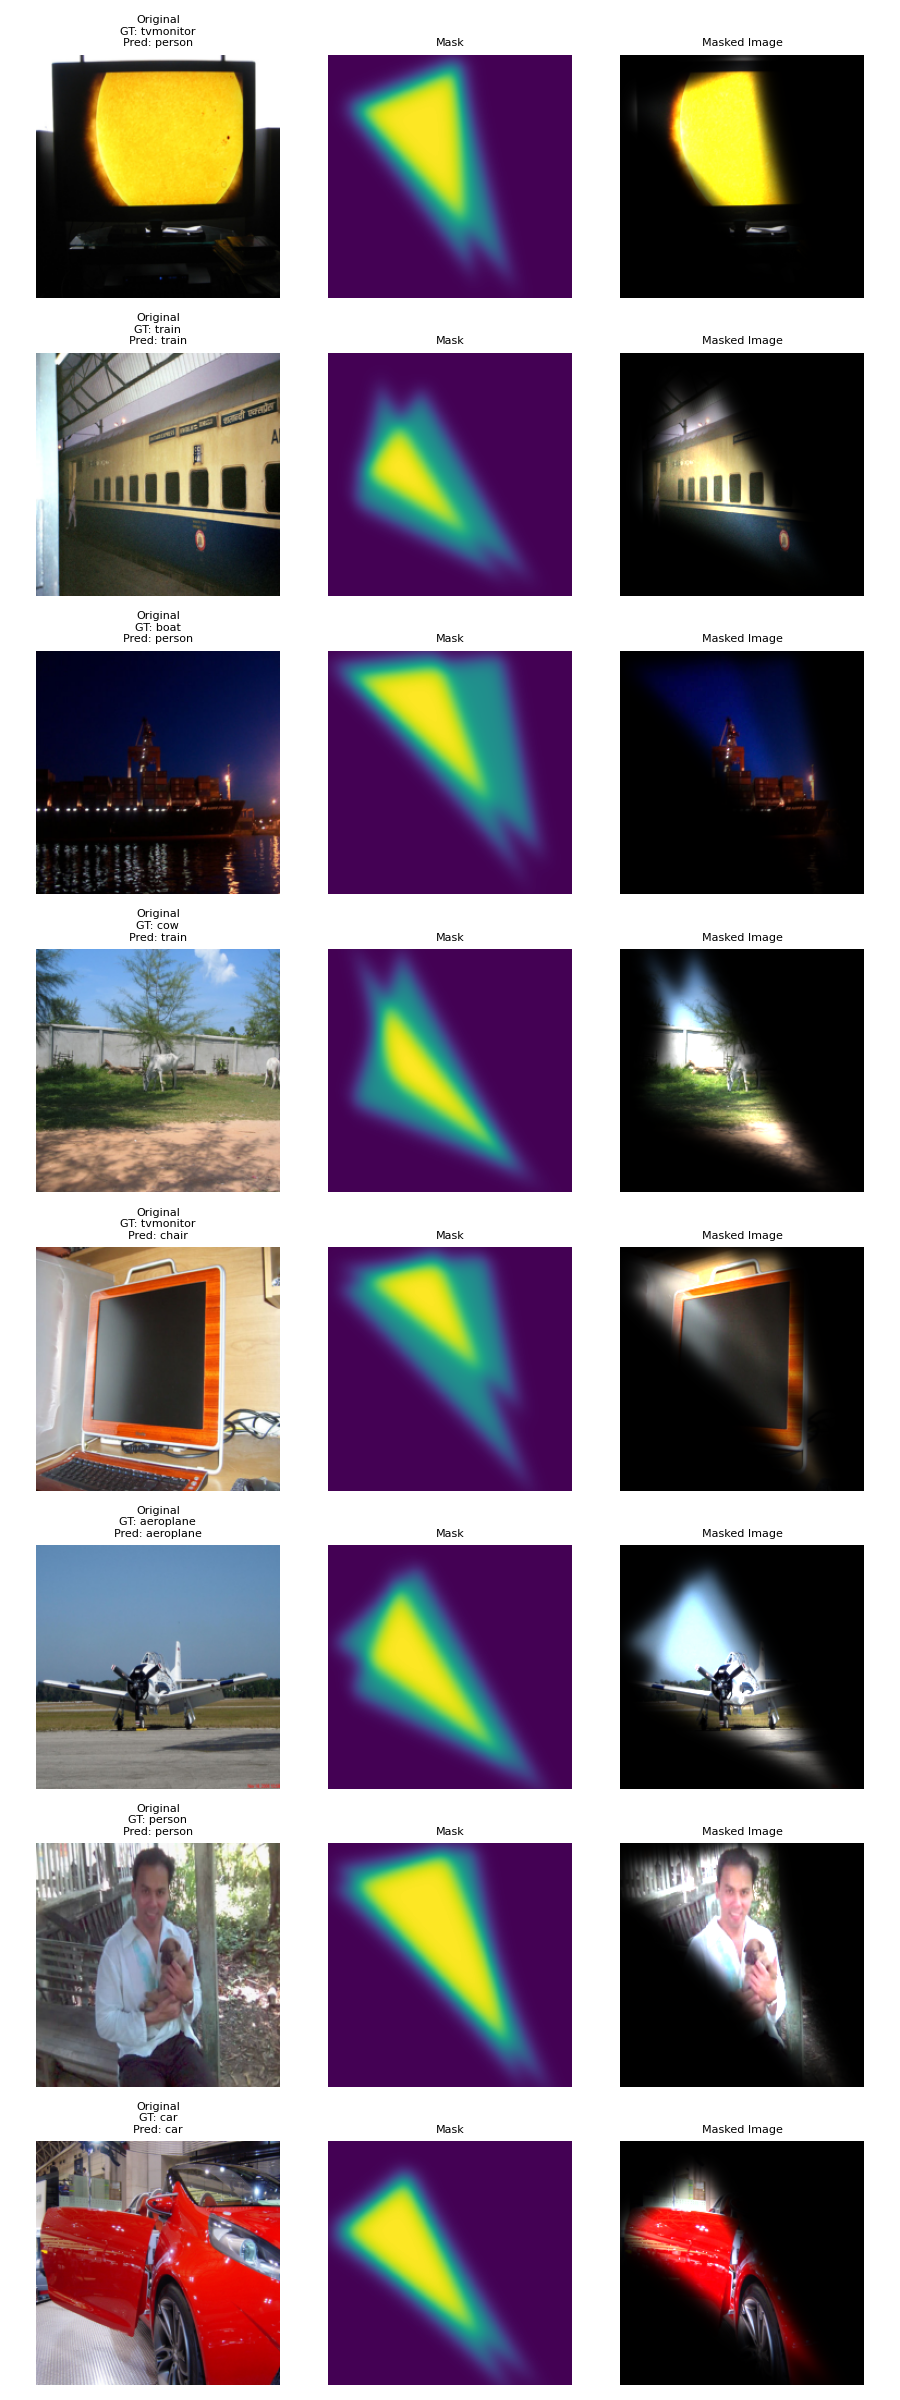 Original
GT: tvmonitor
Pred: person
Mask
Masked Image
Original
GT: train
Pred: train
Mask
Masked Image
Original
GT: boat
Pred: person
Mask
Masked Image
Original
GT: cow
Pred: train
Mask
Masked Image
Original
GT: tvmonitor
Pred: chair
Mask
Masked Image
Original
GT: aeroplane
Pred: aeroplane
Mask
Masked Image
Original
GT: person
Pred: person
Mask
Masked Image
Original
GT: car
Pred: car
Mask
Masked Image